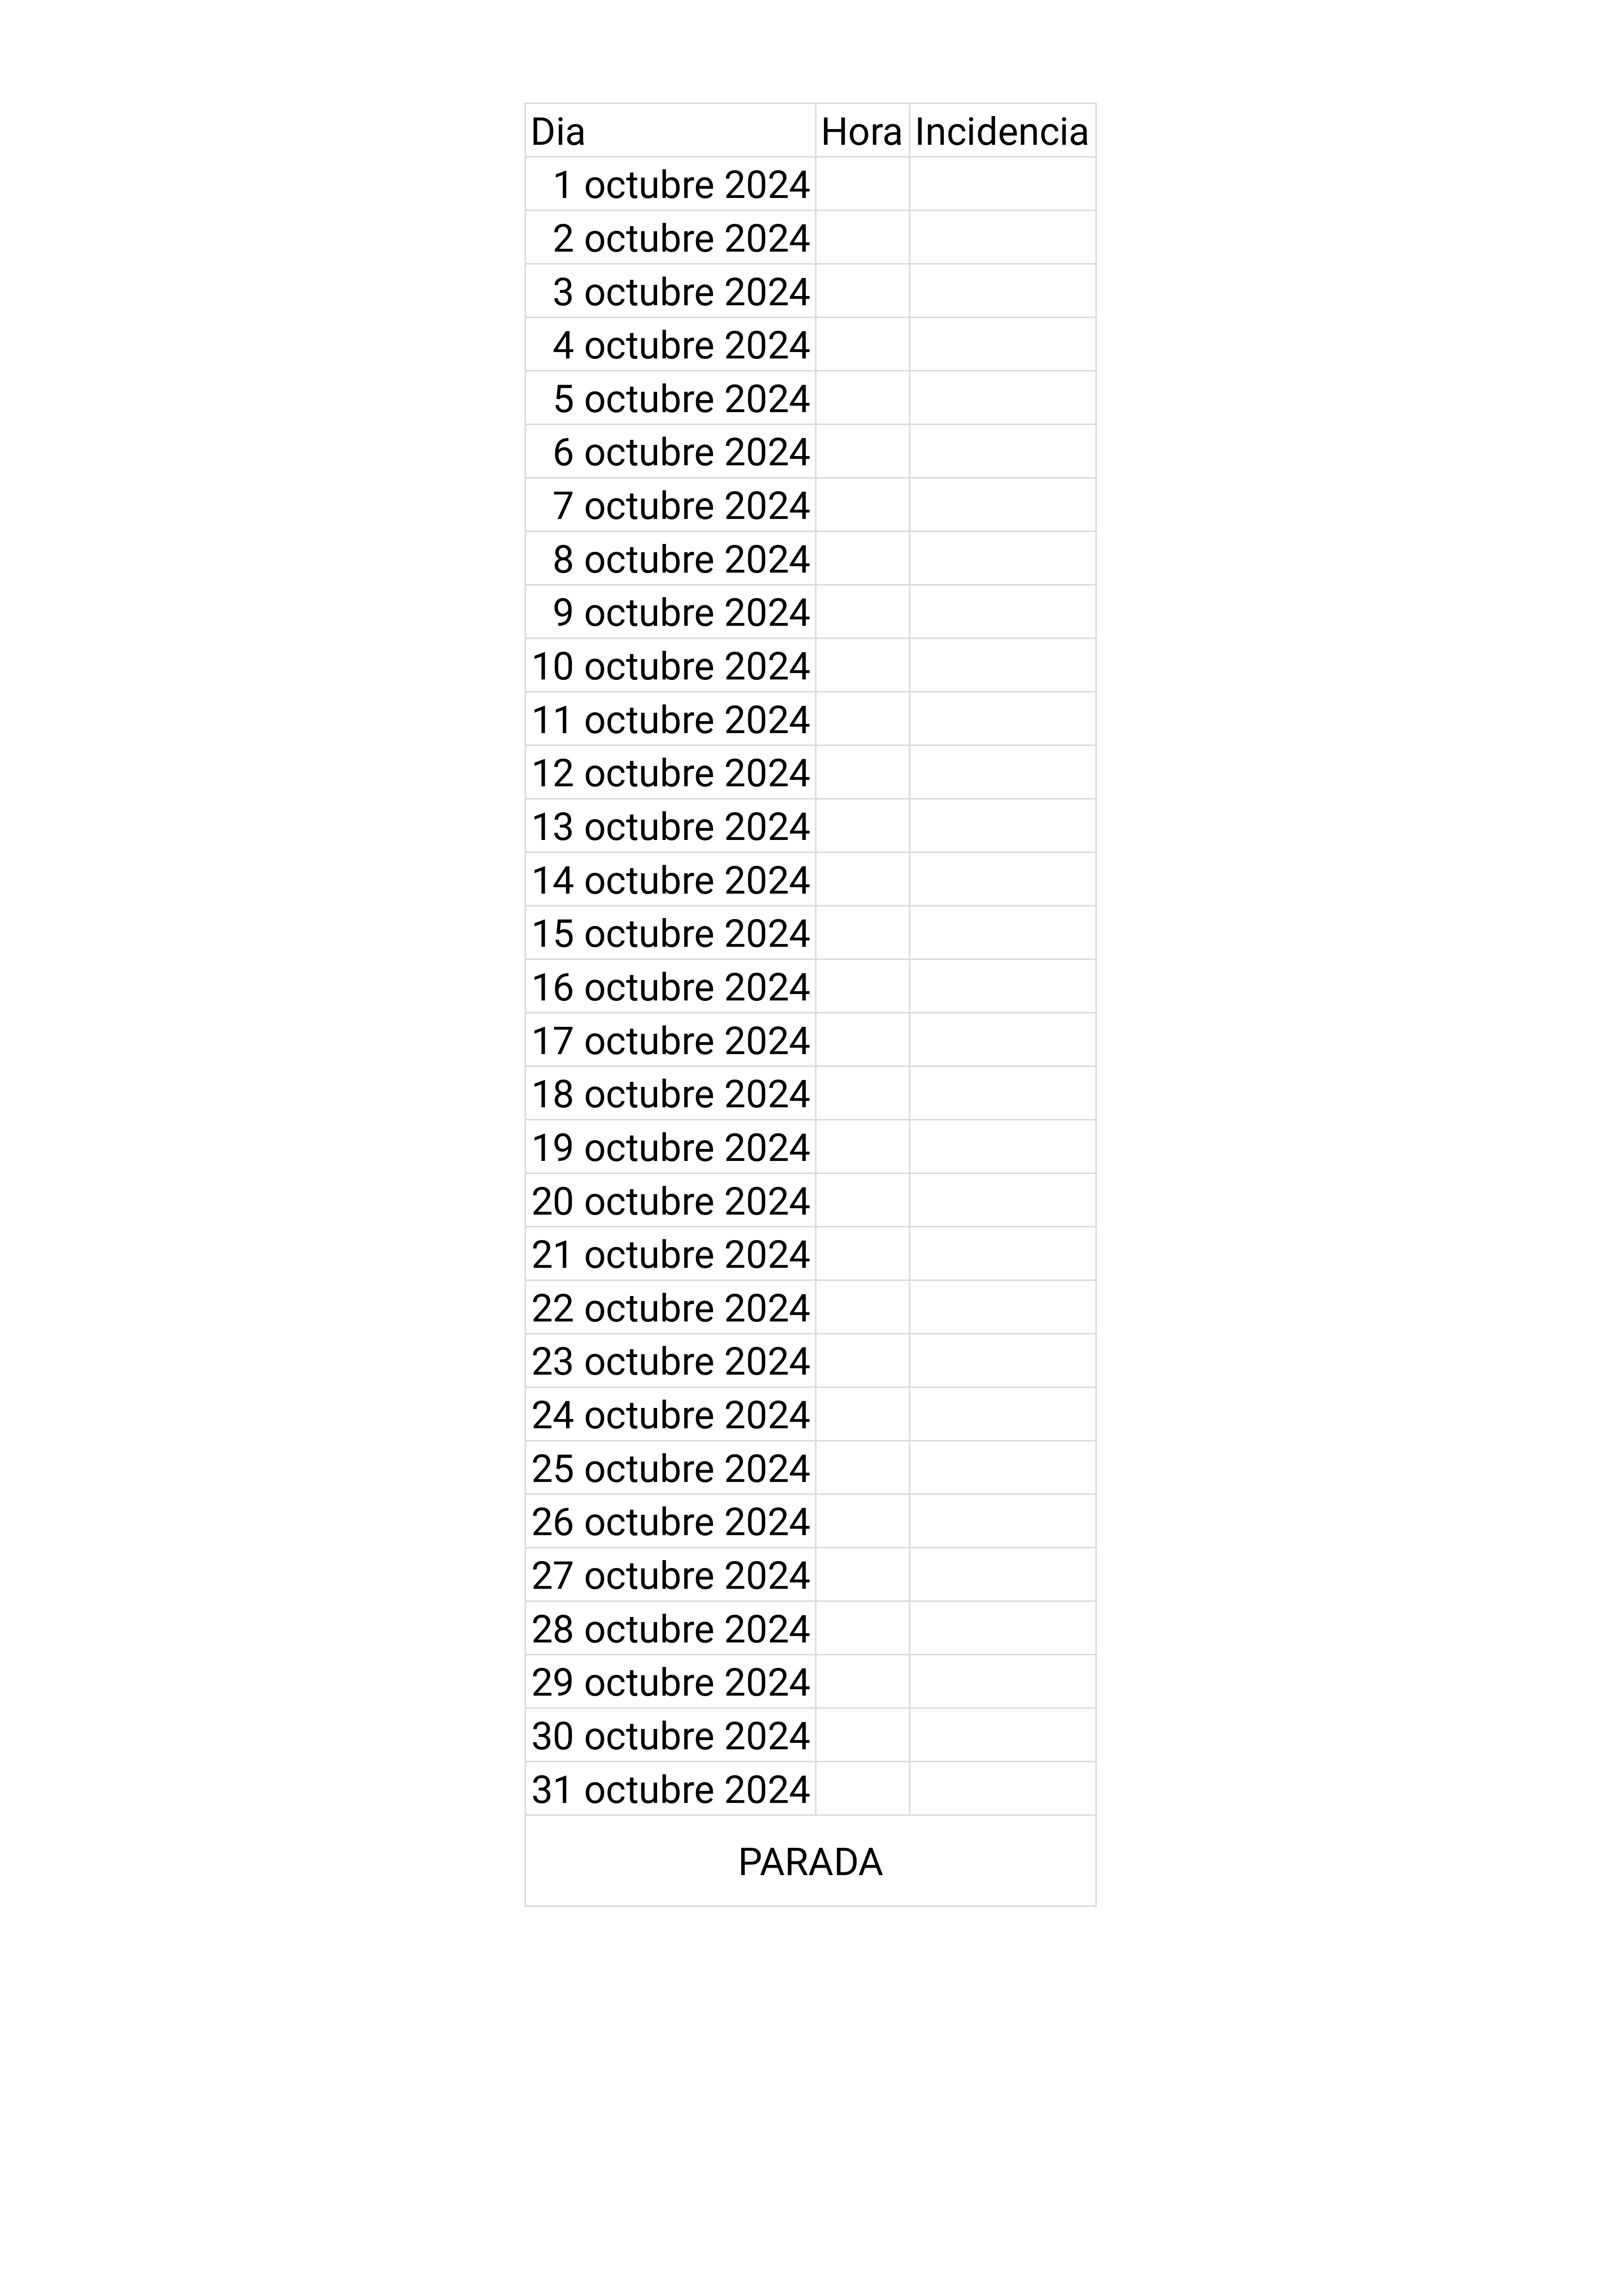 Dia Hora Incidencia
1 octubre 2024
2 octubre 2024
3 octubre 2024
4 octubre 2024
5 octubre 2024
6 octubre 2024
7 octubre 2024
8 octubre 2024
9 octubre 2024
10 octubre 2024
11 octubre 2024
12 octubre 2024
13 octubre 2024
14 octubre 2024
15 octubre 2024
16 octubre 2024
17 octubre 2024
18 octubre 2024
19 octubre 2024
20 octubre 2024
21 octubre 2024
22 octubre 2024
23 octubre 2024
24 octubre 2024
25 octubre 2024
26 octubre 2024
27 octubre 2024
28 octubre 2024
29 octubre 2024
30 octubre 2024
31 octubre 2024
PARADA